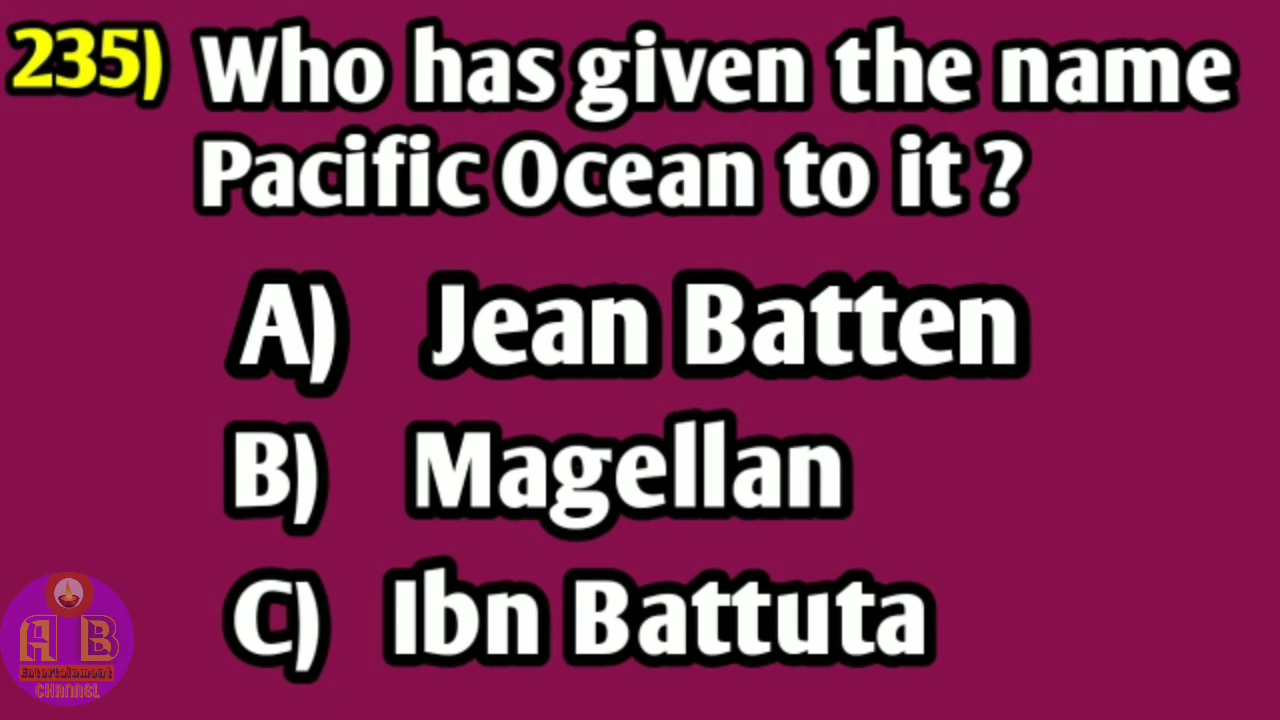 235) Who has given the name
Pacific Ocean to it ?
A) Jean Batten
B) Magellan
C) Ibn Battuta
A B
Entertainment
CHANNEL